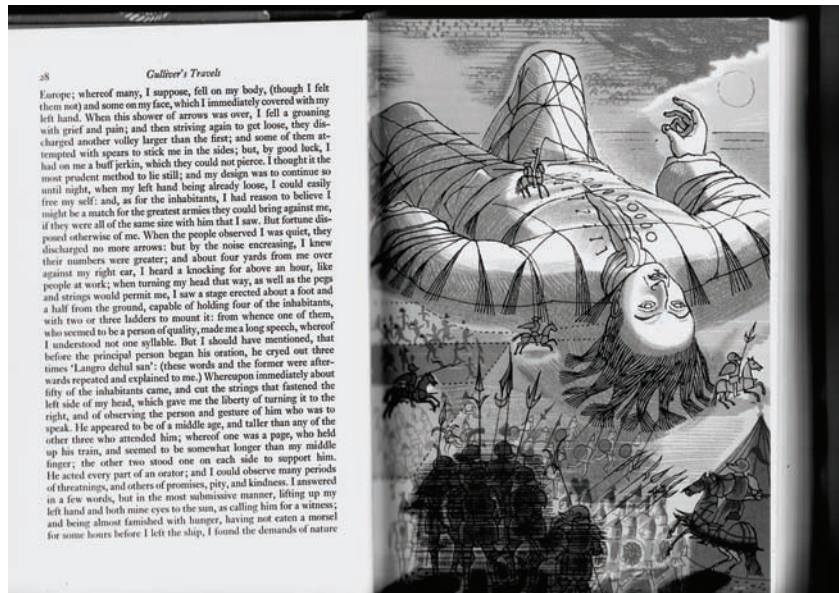 28
Gulliver's Travels
Europe; whereof many, I suppose, fell on my body, (though I felt
them not) and some on my face, which I immediately covered with my
left hand. When this shower of arrows was over, I fell a groaning
with grief and pain; and then striving again to get loose, they dis-
charged another volley larger than the first; and some of them at-
tempted with spears to stick me in the sides; but, by good luck, I
had on me a buff jerkin, which they could not pierce. I thought it the
most prudent method to lie still; and my design was to continue so
until night, when my left hand being already loose, I could easily
free my self: and, as for the inhabitants, I had reason to believe I
might be a match for the greatest armies they could bring against me,
if they were all of the same size with him that I saw. But fortune dis-
posed otherwise of me. When the people observed I was quiet, they
discharged no more arrows: but by the noise encreasing, I knew
their numbers were greater; and about four yards from me over
against my right ear, I heard a knocking for above an hour, like
people at work; when turning my head that way, as well as the pegs
and strings would permit me, I saw a stage erected about a foot and
a half from the ground, capable of holding four of the inhabitants,
with two or three ladders to mount it: from whence one of them,
who seemed to be a person of quality, made me a long speech, whereof
I understood not one syllable. But I should have mentioned, that
before the principal person began his oration, he cryed out three
times 'Langro dehul san': (these words and the former were after-
wards repeated and explained to me.) Whereupon immediately about
fifty of the inhabitants came, and cut the strings that fastened the
left side of my head, which gave me the liberty of turning it to the
right, and of observing the person and gesture of him who was to
speak. He appeared to be of a middle age, and taller than any of the
other three who attended him; whereof one was a page, who held
up his train, and seemed to be somewhat longer than my middle
finger; the other two stood one on each side to support him.
He acted every part of an orator; and I could observe many periods
of threatnings, and others of promises, pity, and kindness. I answered
in a few words, but in the most submissive manner, lifting up my
left hand and both mine eyes to the sun, as calling him for a witness;
and being almost famished with hunger, having not eaten a morsel
for some hours before I left the ship, I found the demands of nature